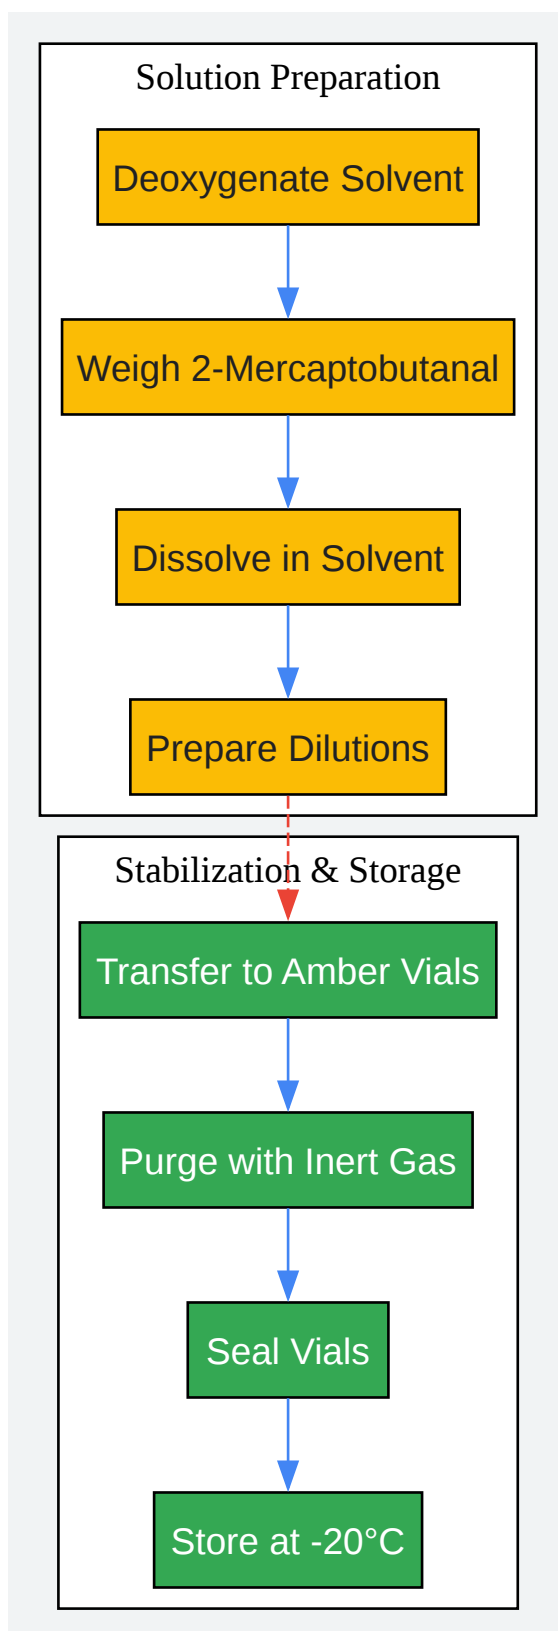 Solution Preparation
Deoxygenate Solvent
Weigh 2-Mercaptobutanal
Dissolve in Solvent
Prepare Dilutions
Stabilization & Storage
Transfer to Amber Vials
Purge with Inert Gas
Seal Vials
Store at -20°C